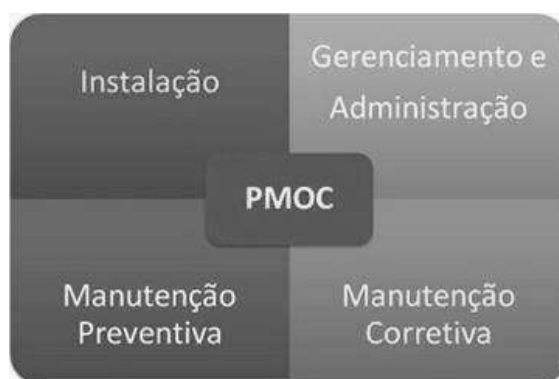 Instalação
Gerenciamento e
Administração
PMOC
Manutenção
Preventiva
Manutenção
Corretiva